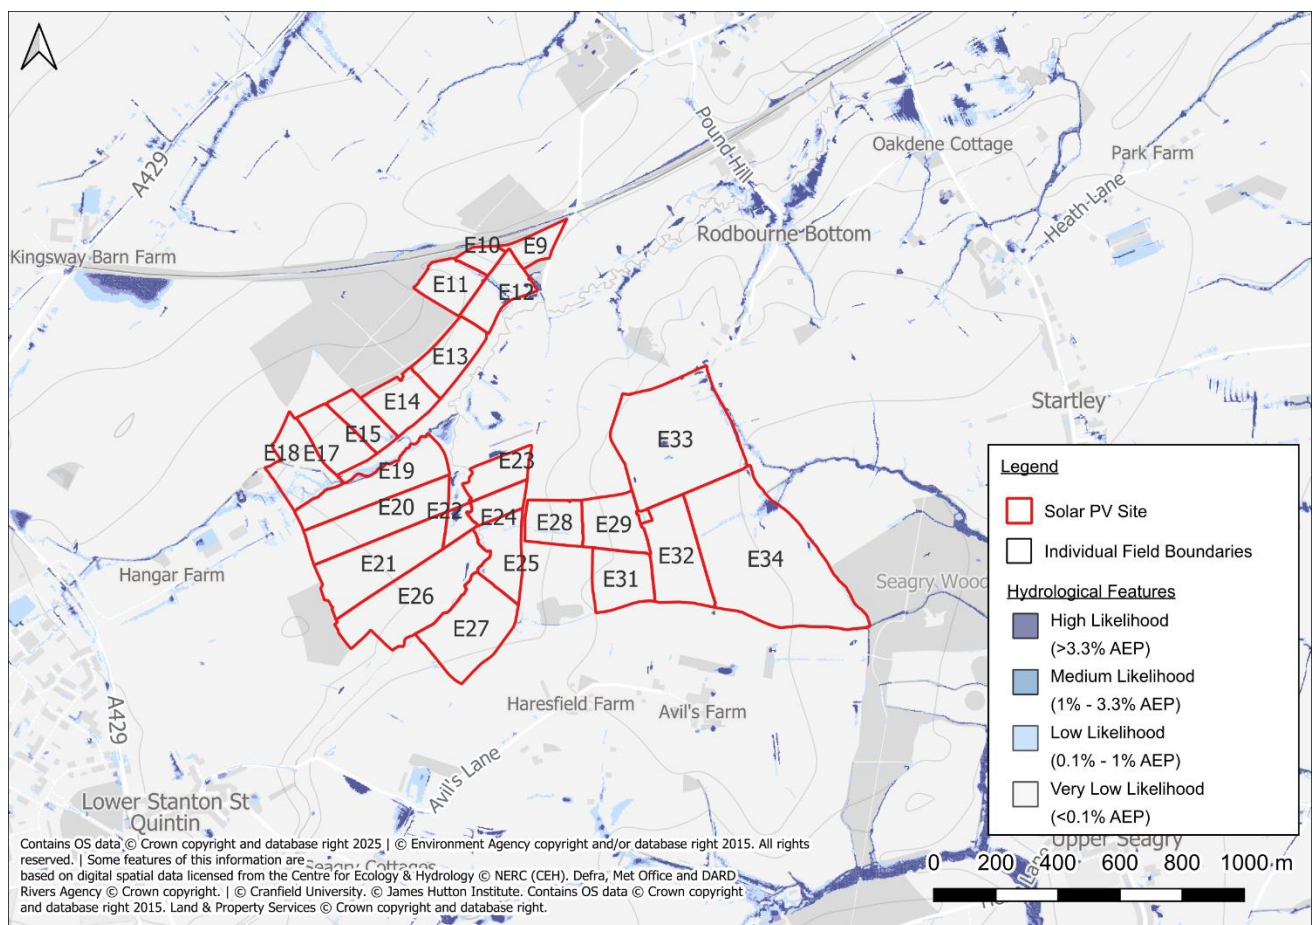 A429
Pound Hill
Oakdene Cottage
Park Farm
Heath Lane
Rodbourne Bottom
Kingsway Barn Farm
E10
E9
E11
E12
E13
E14
E15
E18
E17
E19
E20
E22
E23
E24
E21
E25
E26
E27
E28
E29
E31
E32
E33
E34
Startley
Hangar Farm
Seagry Wood
Haresfield Farm
Avil's Farm
A429
Avil's Lane
Lower Stanton St
Quintin
Seagry Cottages
Upper Seagry
Lane
Legend
Solar PV Site
Individual Field Boundaries
Hydrological Features
High Likelihood
(>3.3% AEP)
Medium Likelihood
(1% - 3.3% AEP)
Low Likelihood
(0.1% - 1% AEP)
Very Low Likelihood
(<0.1% AEP)
0 200 400 600 800 1000 m
Contains OS data © Crown copyright and database right 2025 | © Environment Agency copyright and/or database right 2015. All rights
reserved. | Some features of this information are
based on digital spatial data licensed from the Centre for Ecology & Hydrology © NERC (CEH). Defra, Met Office and DARD
Rivers Agency © Crown copyright. | © Cranfield University. © James Hutton Institute. Contains OS data © Crown copyright
and database right 2015. Land & Property Services © Crown copyright and database right.